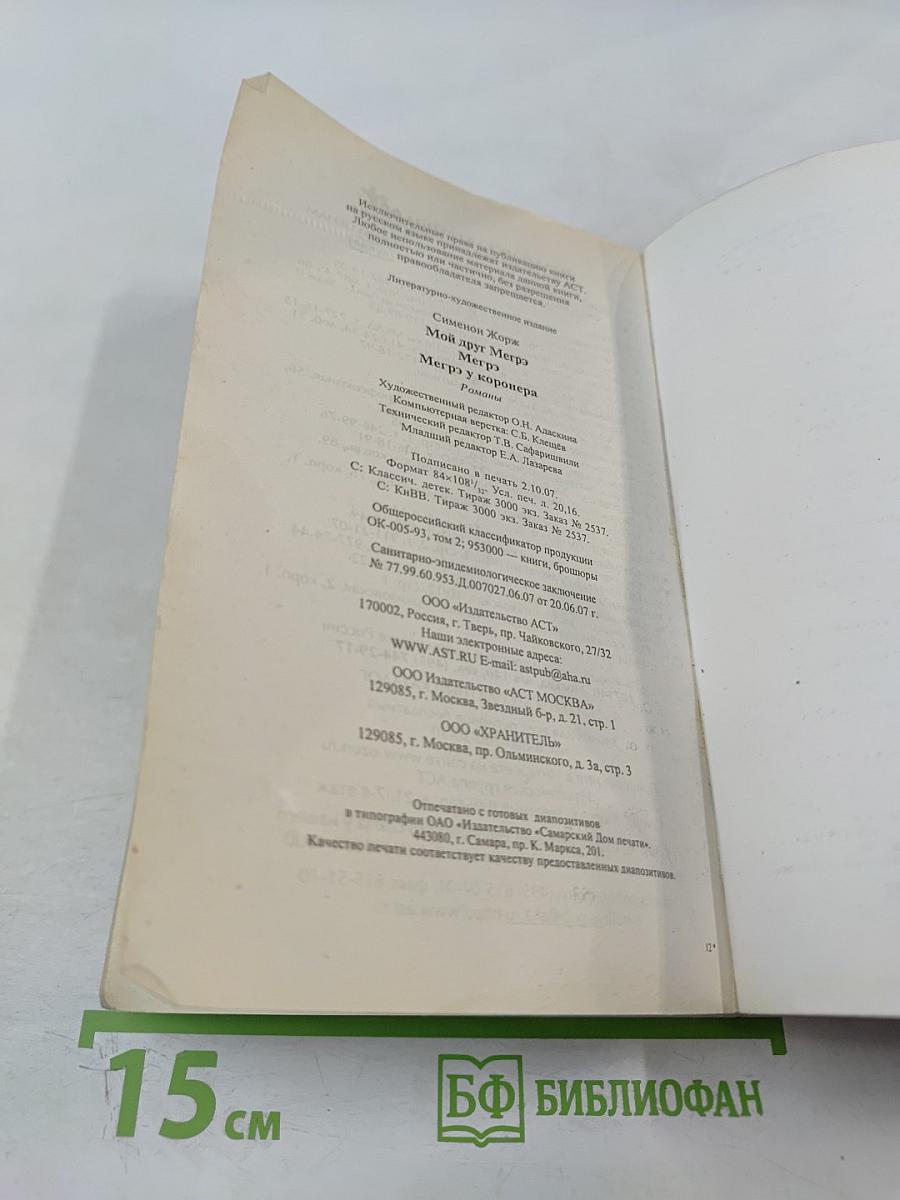 Исключительные права на публикацию книги
на русском языке принадлежат издательству АСТ.
Любое использование материала данной книги,
полностью или частично, без разрешения
правообладателя запрещается.
Литературно-художественное издание
Сименон Жорж
Мой друг Мегрэ
Мегрэ
Мегрэ у коронера
Романы
Художественный редактор О.Н. Адаскина
Компьютерная верстка: С.Б. Клещёв
Технический редактор Т.В. Сафаришвили
Младший редактор Е.А. Лазарева
Подписано в печать 2.10.07.
Формат 84×108¹/₃₂. Усл. печ. л. 20,16.
С: Классич. детек. Тираж 3000 экз. Заказ № 2537.
С: КнВВ. Тираж 3000 экз. Заказ № 2537.
Общероссийский классификатор продукции
ОК-005-93, том 2; 953000 — книги, брошюры
Санитарно-эпидемиологическое заключение
№ 77.99.60.953.Д.007027.06.07 от 20.06.07 г.
ООО «Издательство АСТ»
170002, Россия, г. Тверь, пр. Чайковского, 27/32
Наши электронные адреса:
WWW.AST.RU E-mail: astpub@aha.ru
ООО Издательство «АСТ МОСКВА»
129085, г. Москва, Звездный б-р, д. 21, стр. 1
ООО «ХРАНИТЕЛЬ»
129085, г. Москва, пр. Ольминского, д. 3а, стр. 3
Отпечатано с готовых диапозитивов
в типографии ОАО «Издательство «Самарский Дом печати».
443080, г. Самара, пр. К. Маркса, 201.
Качество печати соответствует качеству предоставленных диапозитивов.
12*
15 см
БФ БИБЛИОФАН